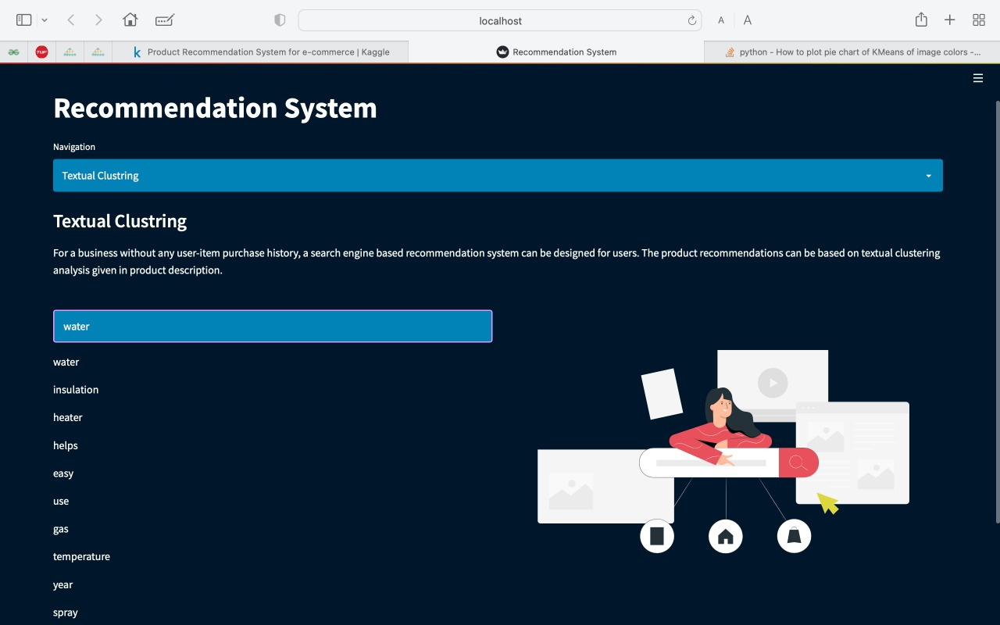 localhost
A A
TUF
k Product Recommendation System for e-commerce | Kaggle
Recommendation System
python - How to plot pie chart of KMeans of image colors -...
Recommendation System
Navigation
Textual Clustring
Textual Clustring
For a business without any user-item purchase history, a search engine based recommendation system can be designed for users. The product recommendations can be based on textual clustering
analysis given in product description.
water
water
insulation
heater
helps
easy
use
gas
temperature
year
spray